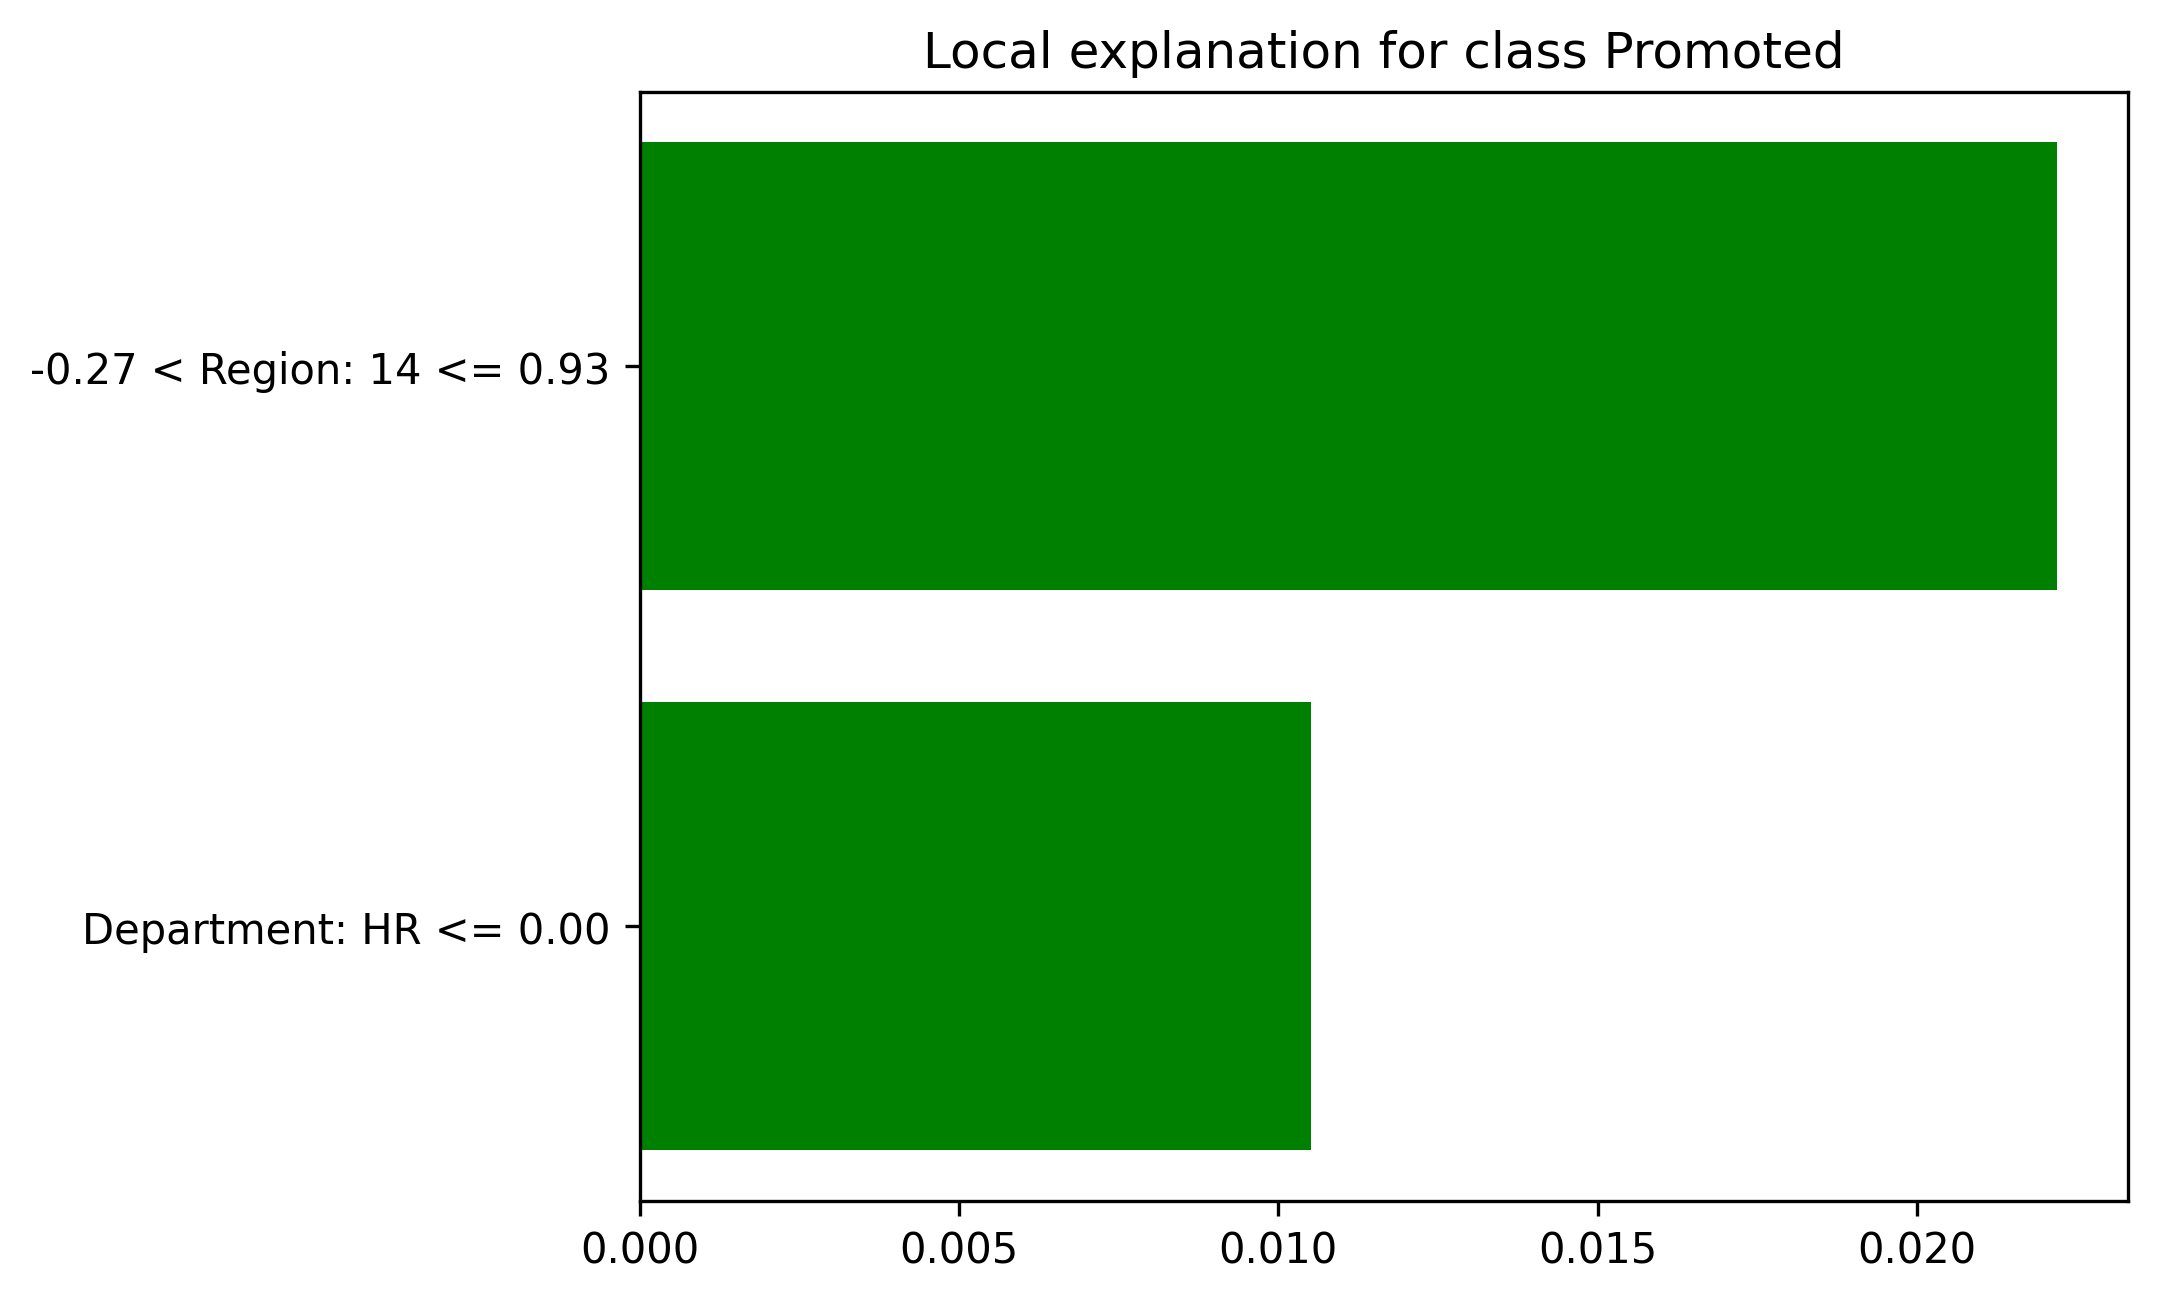 Local explanation for class Promoted
-0.27 < Region: 14 <= 0.93
Department: HR <= 0.00
0.000 0.005 0.010 0.015 0.020